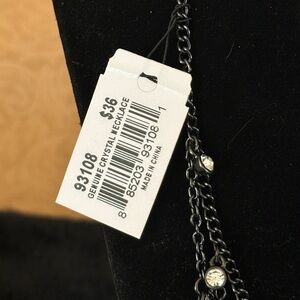 93108 $36
GENUINE CRYSTAL NECKLACE
8 85203 93108 1
MADE IN CHINA